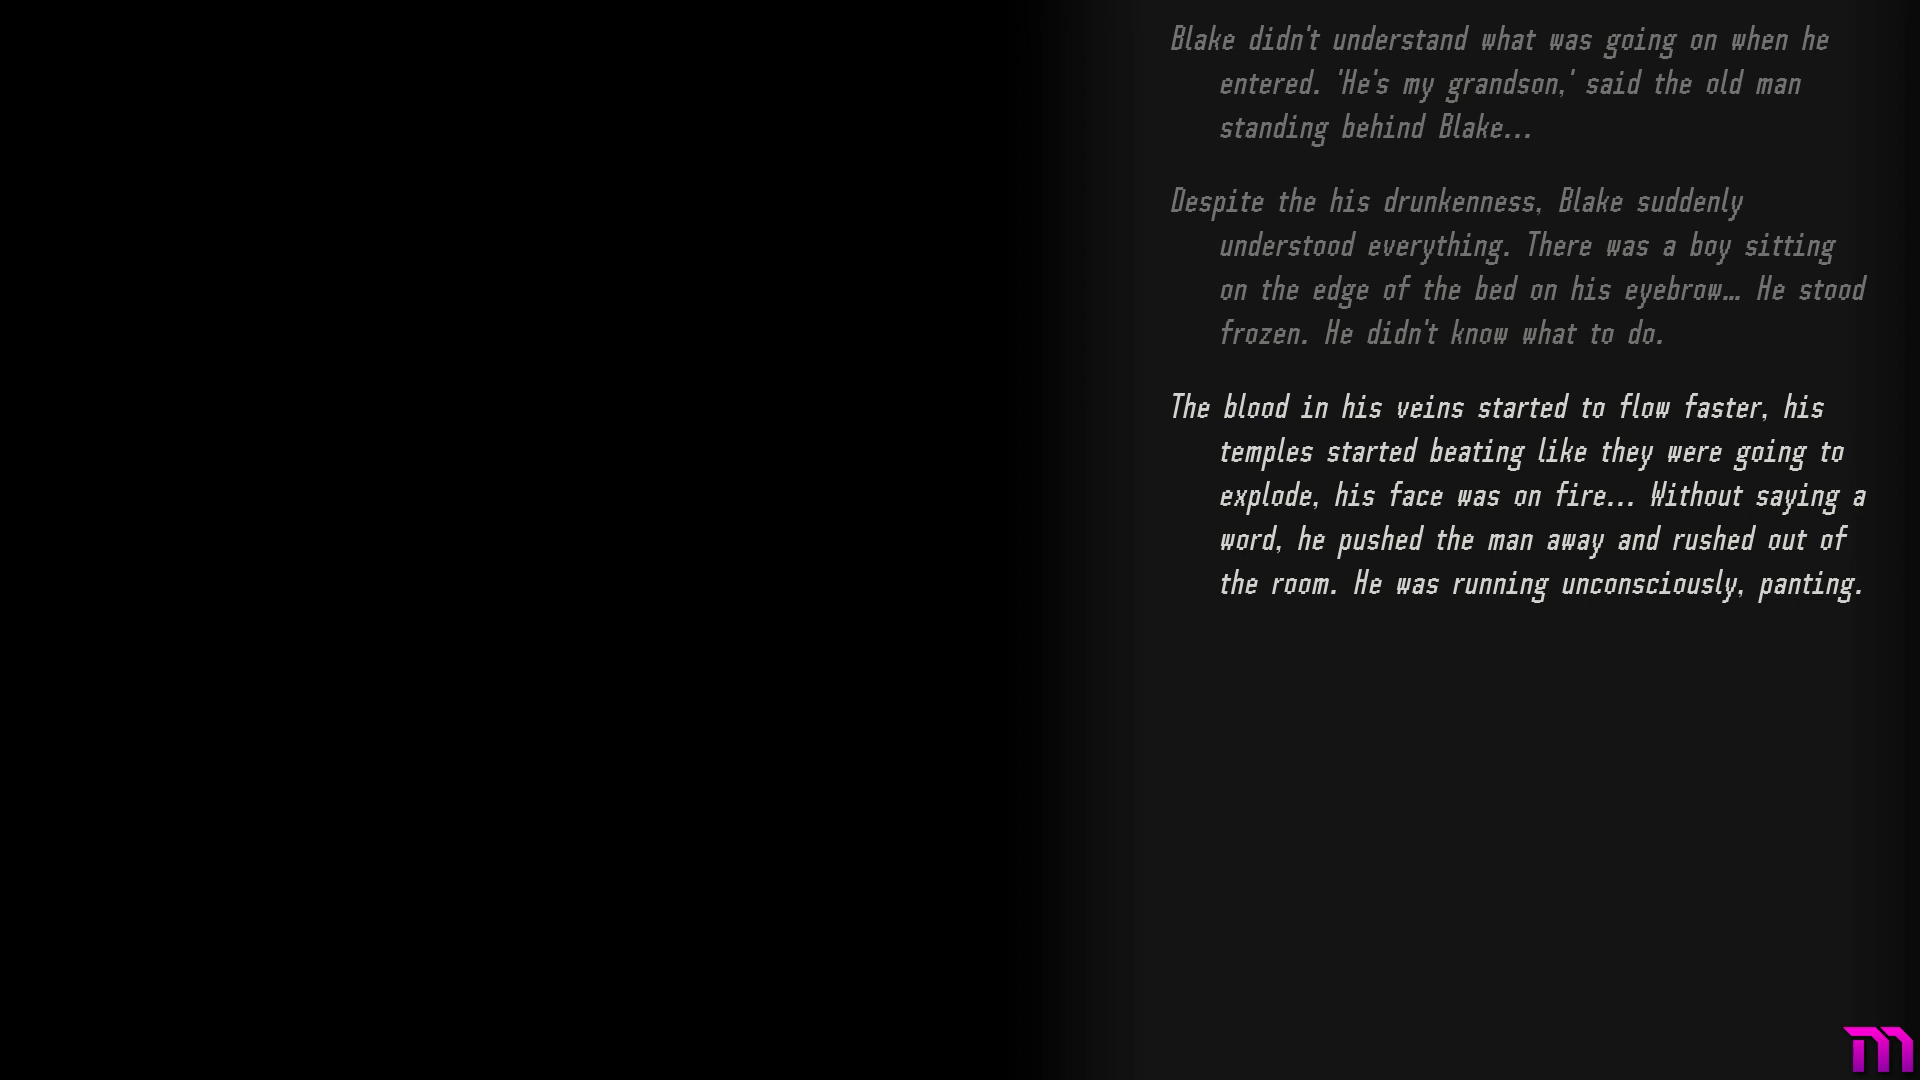 Blake didn't understand what was going on when he
entered. 'He's my grandson,' said the old man
standing behind Blake...
Despite the his drunkenness, Blake suddenly
understood everything. There was a boy sitting
on the edge of the bed on his eyebrow... He stood
frozen. He didn't know what to do.
The blood in his veins started to flow faster, his
temples started beating like they were going to
explode, his face was on fire... Without saying a
word, he pushed the man away and rushed out of
the room. He was running unconsciously, panting.